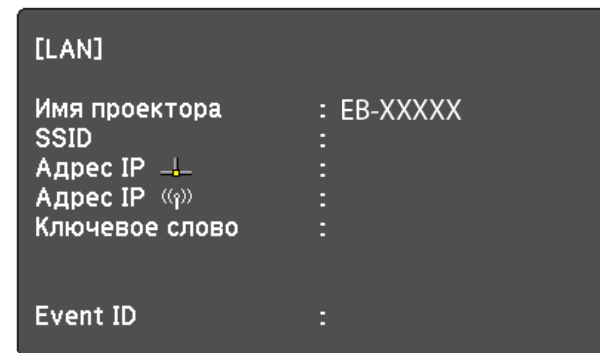 [LAN]
Имя проектора : EB-XXXXX
SSID :
Адрес IP :
Адрес IP :
Ключевое слово :
Event ID :